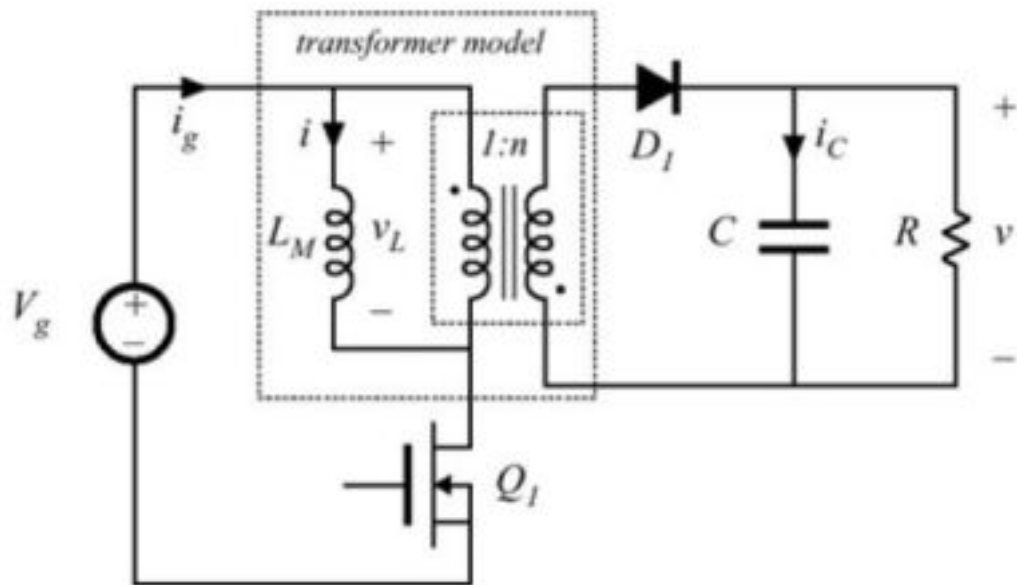 transformer model
i_g
i
+
1:n
D_1
i_C
+
L_M
v_L
C
R
v
V_g
+
−
−
−
Q_1